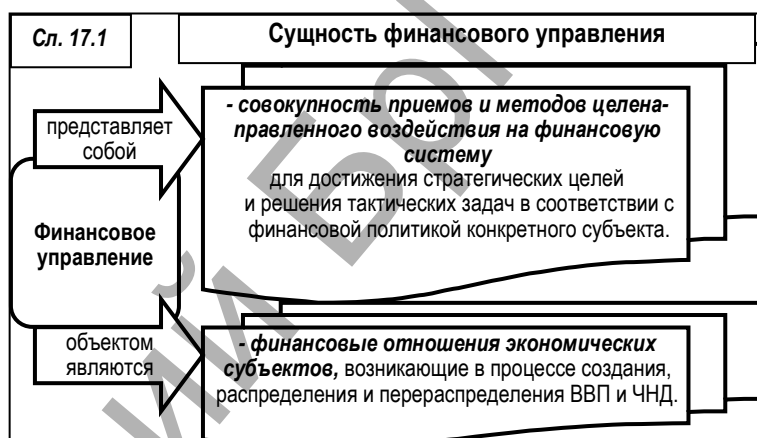 Сл. 17.1
Сущность финансового управления
представляет
собой
- совокупность приемов и методов целена-
правленного воздействия на финансовую
систему
для достижения стратегических целей
и решения тактических задач в соответствии с
финансовой политикой конкретного субъекта.
Финансовое
управление
объектом
являются
- финансовые отношения экономических
субъектов, возникающие в процессе создания,
распределения и перераспределения ВВП и ЧНД.